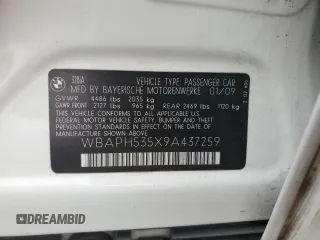 328iA
VEHICLE TYPE PASSENGER CAR
MFD BY BAYERISCHE MOTORENWERKE 01/09
GVWR 4486 lbs 2035 kg
GAWR FRONT 2127 lbs 965 kg REAR 2469 lbs 1120 kg
THIS VEHICLE CONFORMS TO ALL APPLICABLE U.S. FEDERAL
MOTOR VEHICLE SAFETY, BUMPER AND THEFT
PREVENTION STANDARDS IN EFFECT ON THE DATE OF
MANUFACTURE SHOWN ABOVE
WBAPH535X9A437259
DREAMBID
DREAMBID